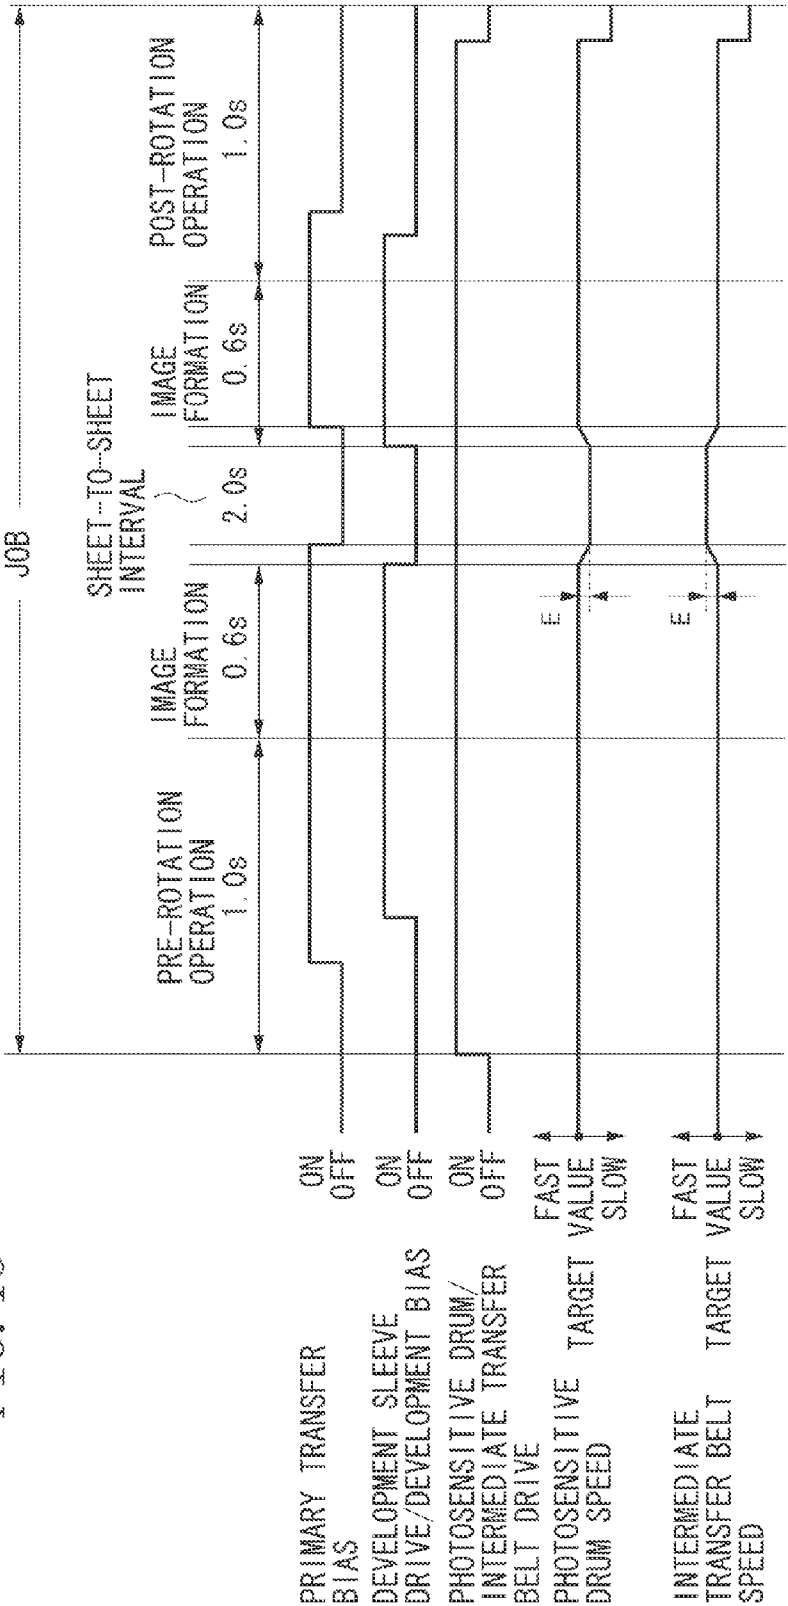 JOB
PRE-ROTATION
OPERATION
1.0s
IMAGE
FORMATION
0.6s
SHEET-TO-SHEET
INTERVAL
2.0s
IMAGE
FORMATION
0.6s
POST-ROTATION
OPERATION
1.0s
PRIMARY TRANSFER
BIAS
ON
OFF
DEVELOPMENT SLEEVE
DRIVE/DEVELOPMENT BIAS
ON
OFF
PHOTOSENSITIVE DRUM/
INTERMEDIATE TRANSFER
BELT DRIVE
ON
OFF
PHOTOSENSITIVE
DRUM SPEED
FAST
TARGET VALUE
SLOW
E
INTERMEDIATE
TRANSFER BELT
SPEED
FAST
TARGET VALUE
SLOW
E